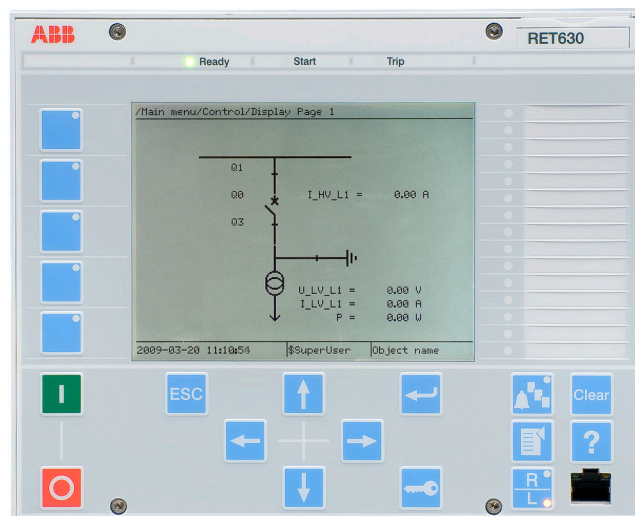 ABB
RET630
Ready Start Trip
/Main menu/Control/Display Page 1
Q1
Q0 I_HV_L1 = 0.00 A
Q3
U_LV_L1 = 0.00 V
I_LV_L1 = 0.00 A
P = 0.00 W
2009-03-20 11:10:54 $SuperUser Object name
I
ESC
Clear
?
O
R
L